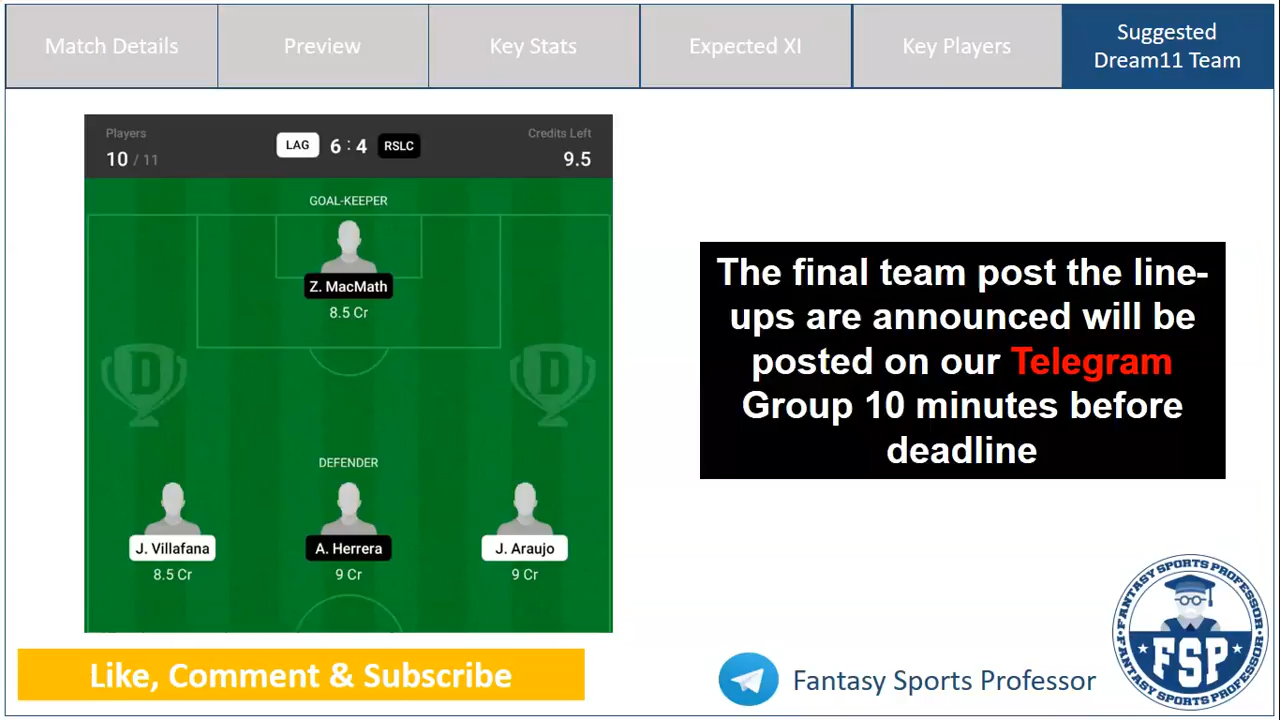 Match Details
Preview
Key Stats
Expected XI
Key Players
Suggested
Dream11 Team
Players
10 / 11
LAG 6 : 4 RSLC
Credits Left
9.5
GOAL-KEEPER
Z. MacMath
8.5 Cr
D
D
DEFENDER
J. Villafana
A. Herrera
J. Araujo
8.5 Cr
9 Cr
9 Cr
The final team post the line-
ups are announced will be
posted on our Telegram
Group 10 minutes before
deadline
Like, Comment & Subscribe
Fantasy Sports Professor
FANTASY SPORTS PROFESSOR
FANTASY SPORTS PROFESSOR
FSP